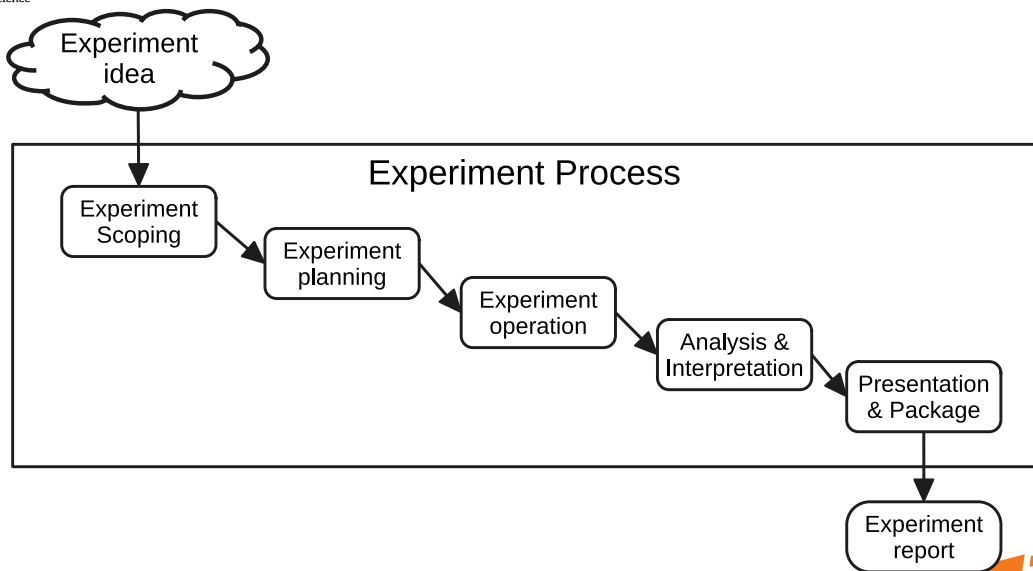 Experiment
idea
Experiment Process
Experiment
Scoping
Experiment
planning
Experiment
operation
Analysis &
Interpretation
Presentation
& Package
Experiment
report